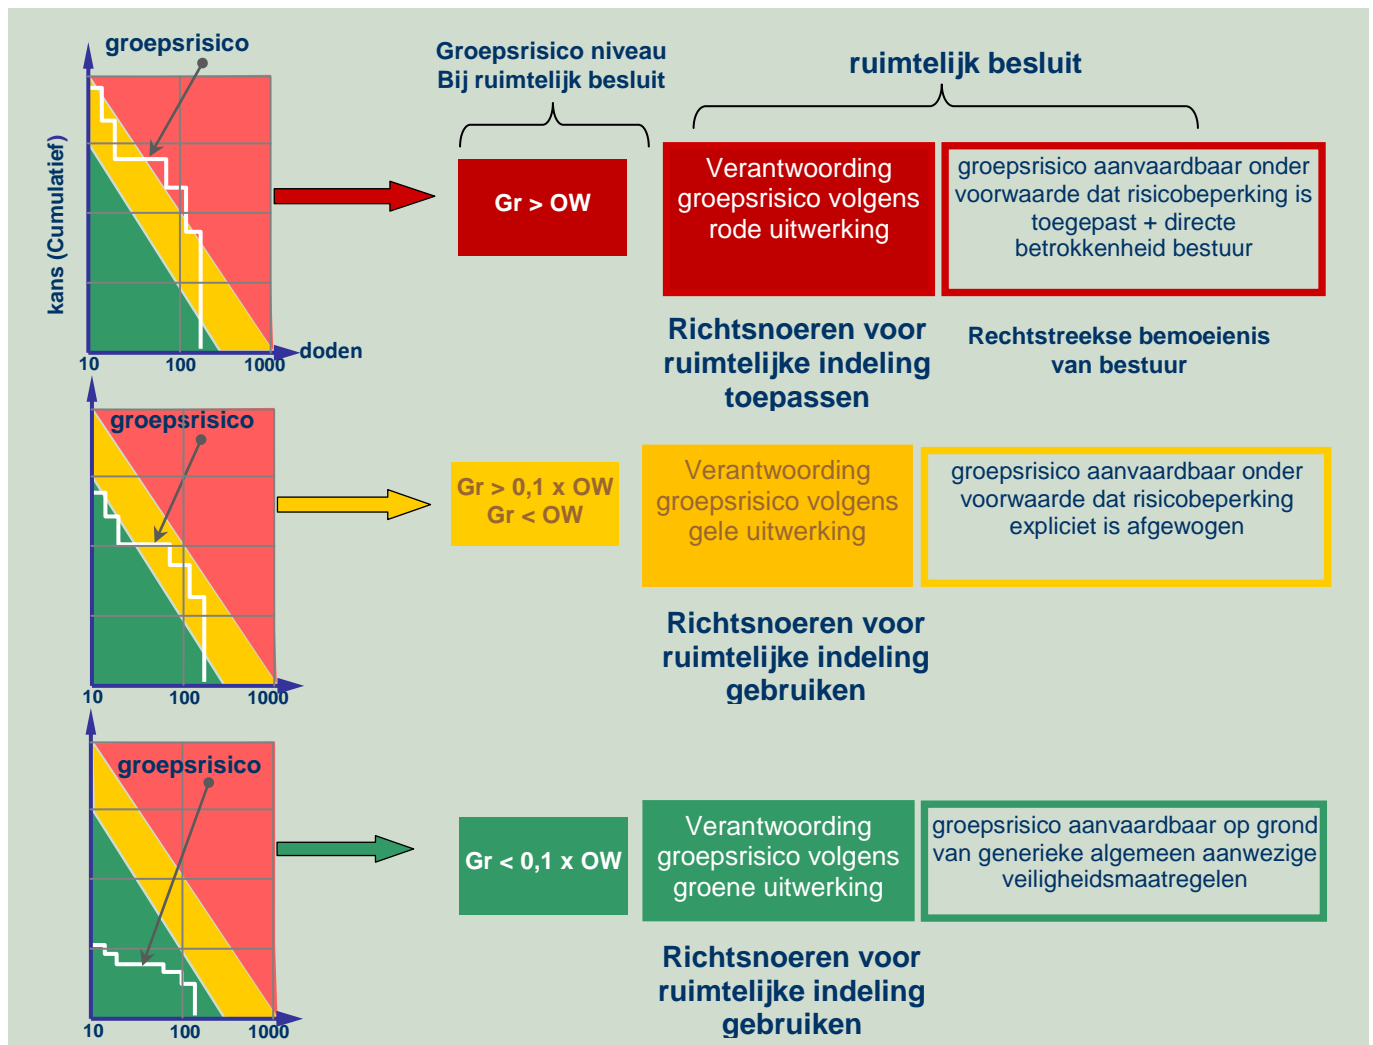 groepsrisico
Groepsrisico niveau
Bij ruimtelijk besluit
ruimtelijk besluit
kans (Cumulatief)
10
100
1000
doden
Gr > OW
Verantwoording
groepsrisico volgens
rode uitwerking
groepsrisico aanvaardbaar onder
voorwaarde dat risicobeperking is
toegepast + directe
betrokkenheid bestuur
Richtsnoeren voor
ruimtelijke indeling
toepassen
Rechtstreekse bemoeienis
van bestuur
groepsrisico
10
100
1000
Gr > 0,1 x OW
Gr < OW
Verantwoording
groepsrisico volgens
gele uitwerking
groepsrisico aanvaardbaar onder
voorwaarde dat risicobeperking
expliciet is afgewogen
Richtsnoeren voor
ruimtelijke indeling
gebruiken
groepsrisico
10
100
1000
Gr < 0,1 x OW
Verantwoording
groepsrisico volgens
groene uitwerking
groepsrisico aanvaardbaar op grond
van generieke algemeen aanwezige
veiligheidsmaatregelen
Richtsnoeren voor
ruimtelijke indeling
gebruiken